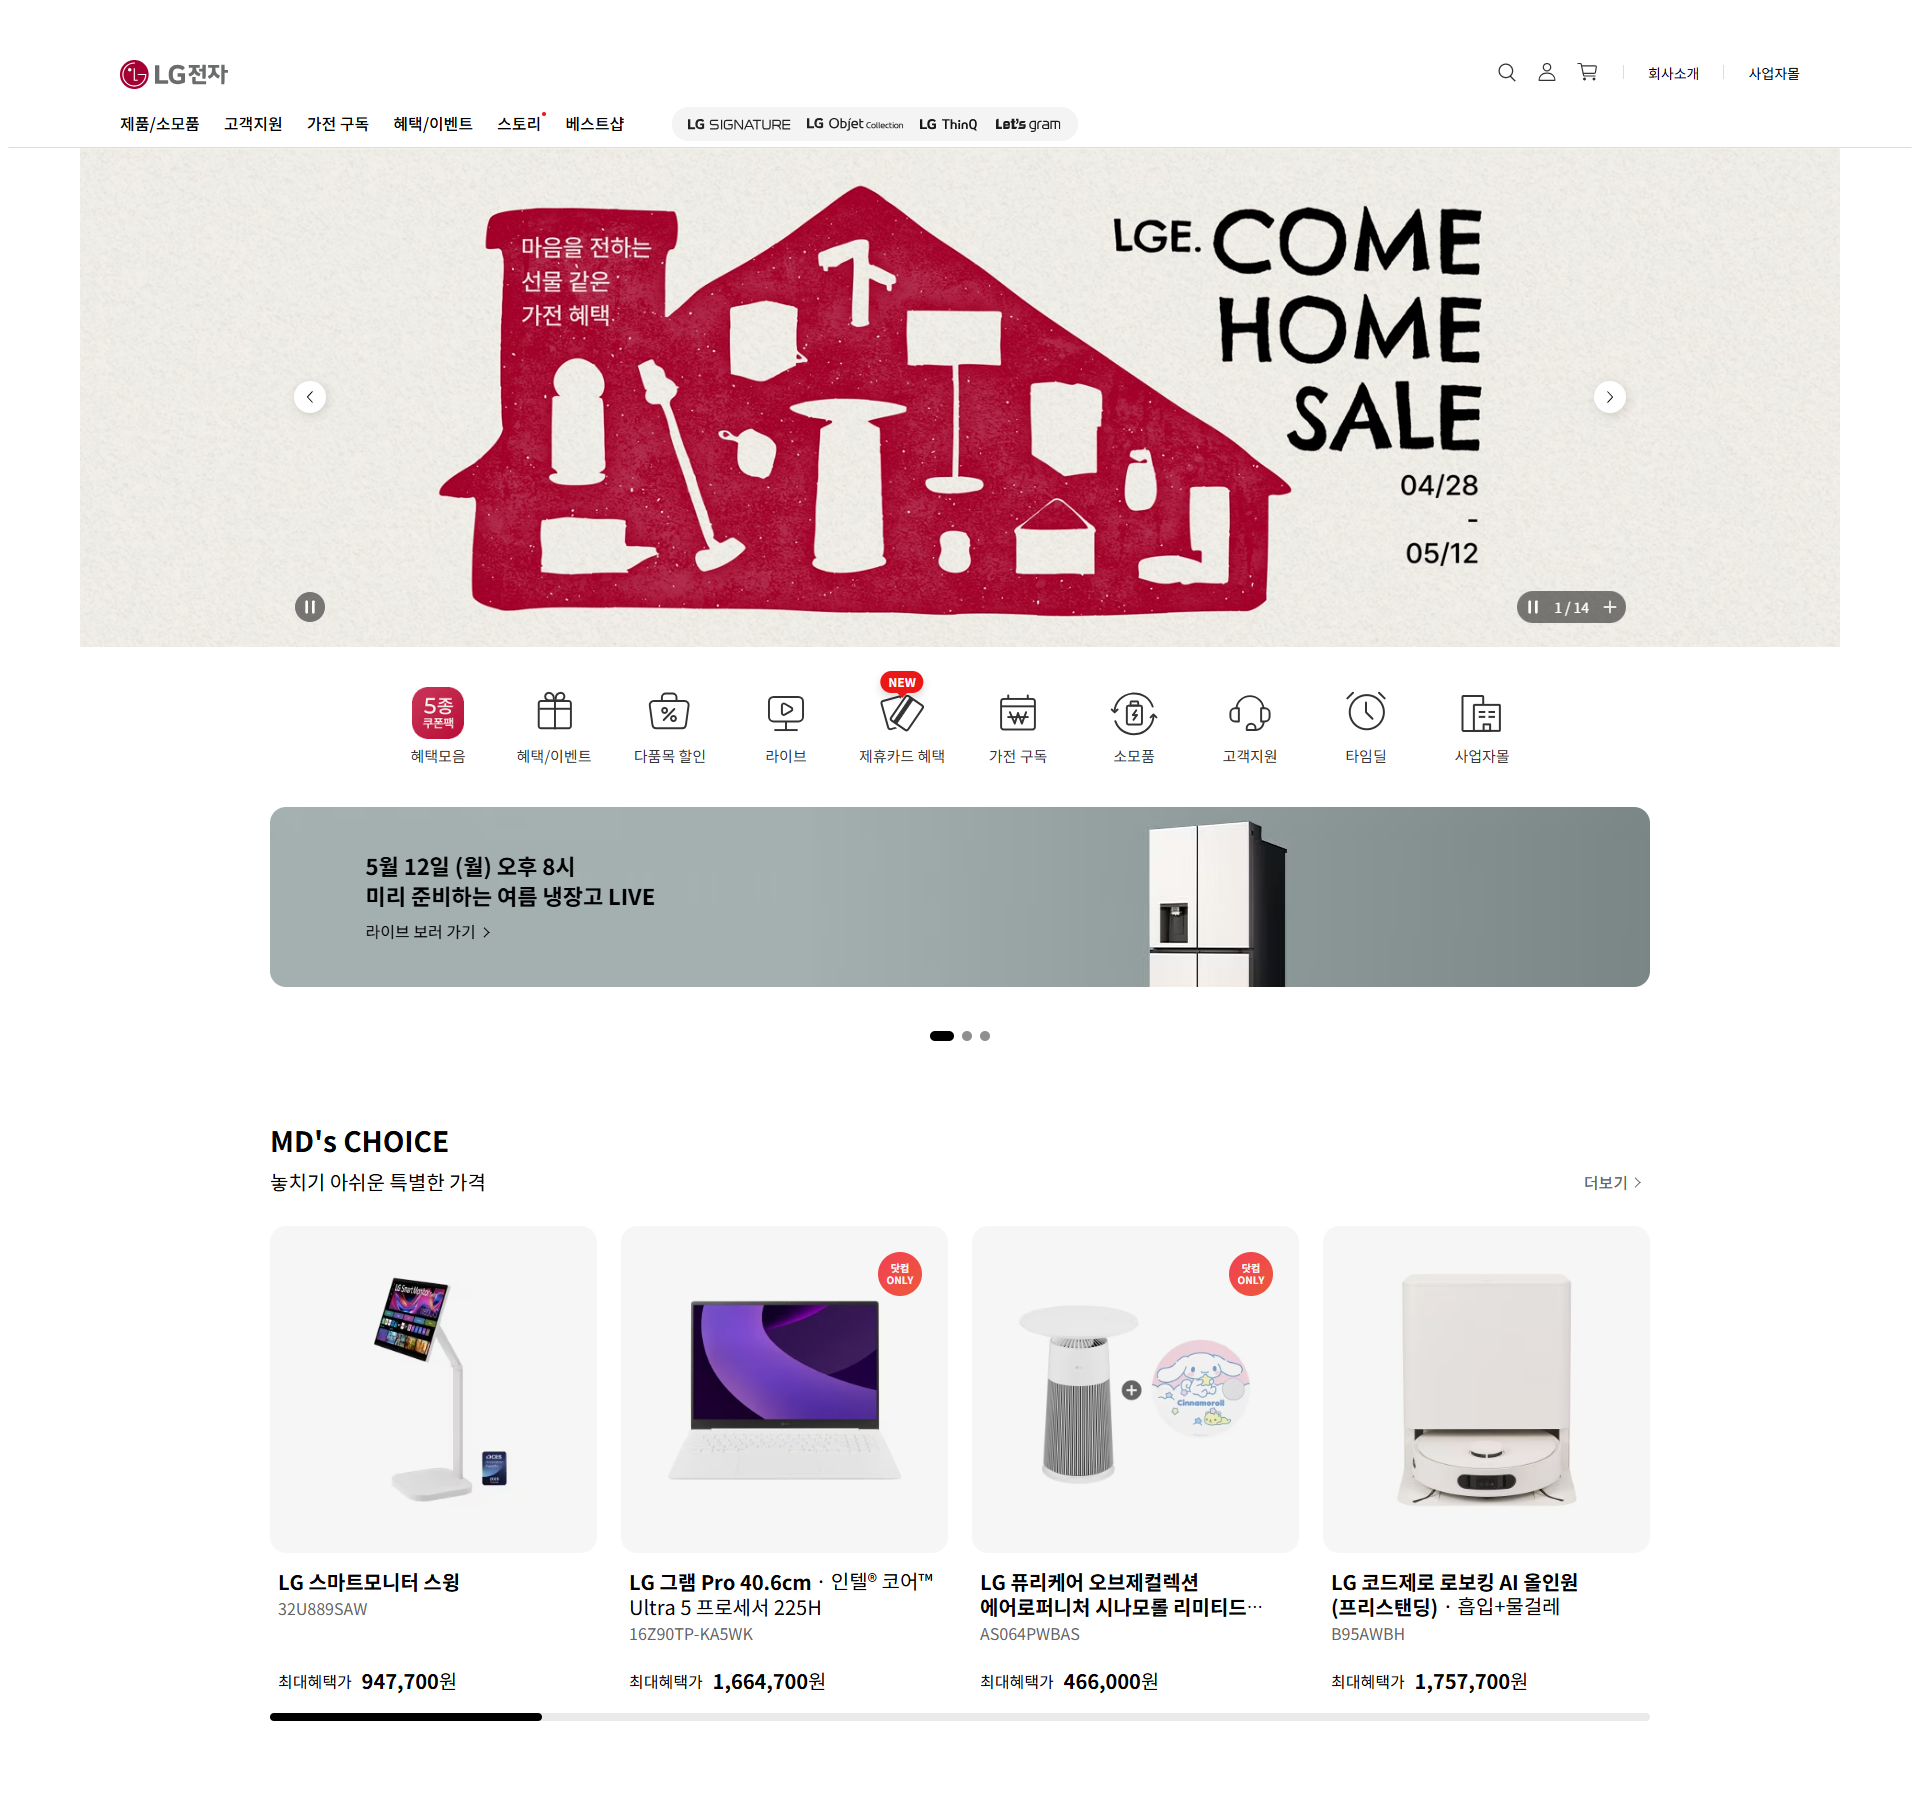 LG전자
회사소개
사업자몰
제품/소모품
고객지원
가전 구독
혜택/이벤트
스토리
베스트샵
LG SIGNATURE
LG Objet Collection
LG ThinQ
Let's gram
마음을 전하는
선물 같은
가전 혜택
LGE. COME
HOME
SALE
04/28
-
05/12
1 / 14
5종
쿠폰팩
혜택모음
혜택/이벤트
다품목 할인
라이브
NEW
제휴카드 혜택
가전 구독
소모품
고객지원
타임딜
사업자몰
5월 12일 (월) 오후 8시
미리 준비하는 여름 냉장고 LIVE
라이브 보러 가기
MD's CHOICE
놓치기 아쉬운 특별한 가격
더보기
LG Smart Monitor
CES
LG 스마트모니터 스윙
32U889SAW
최대혜택가 947,700원
닷컴
ONLY
LG 그램 Pro 40.6cm · 인텔® 코어™
Ultra 5 프로세서 225H
16Z90TP-KA5WK
최대혜택가 1,664,700원
닷컴
ONLY
Cinnamoroll
LG 퓨리케어 오브제컬렉션
에어로퍼니처 시나모롤 리미티드…
AS064PWBAS
최대혜택가 466,000원
LG 코드제로 로보킹 AI 올인원
(프리스탠딩) · 흡입+물걸레
B95AWBH
최대혜택가 1,757,700원